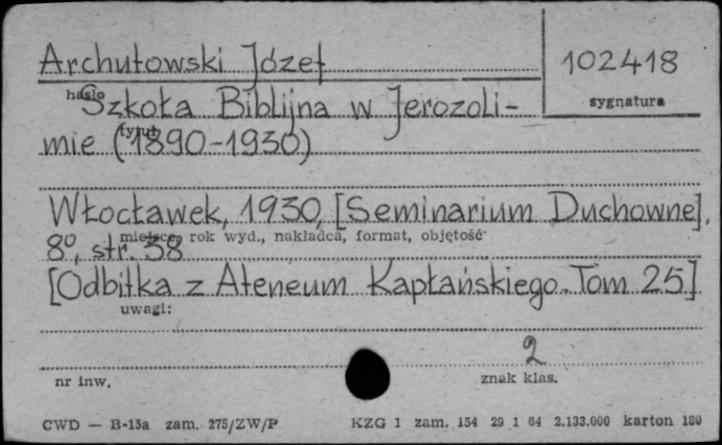 Archutowski Józef
102418
hasło
sygnatura
Szkoła Biblijna w Jerozoli-
tytuł
mie (1890-1930)
Włocławek, 1930, [Seminarium Duchowne],
miejsce, rok wyd., nakładca, format, objętość
8°, str. 38
[Odbitka z Ateneum Kapłańskiego. Tom 25]
uwagi:
2
nr inw.
znak klas.
CWD — B-15a zam. 275/ZW/P
KZG 1 zam. 154 29 1 64 2.133.000 karton 180